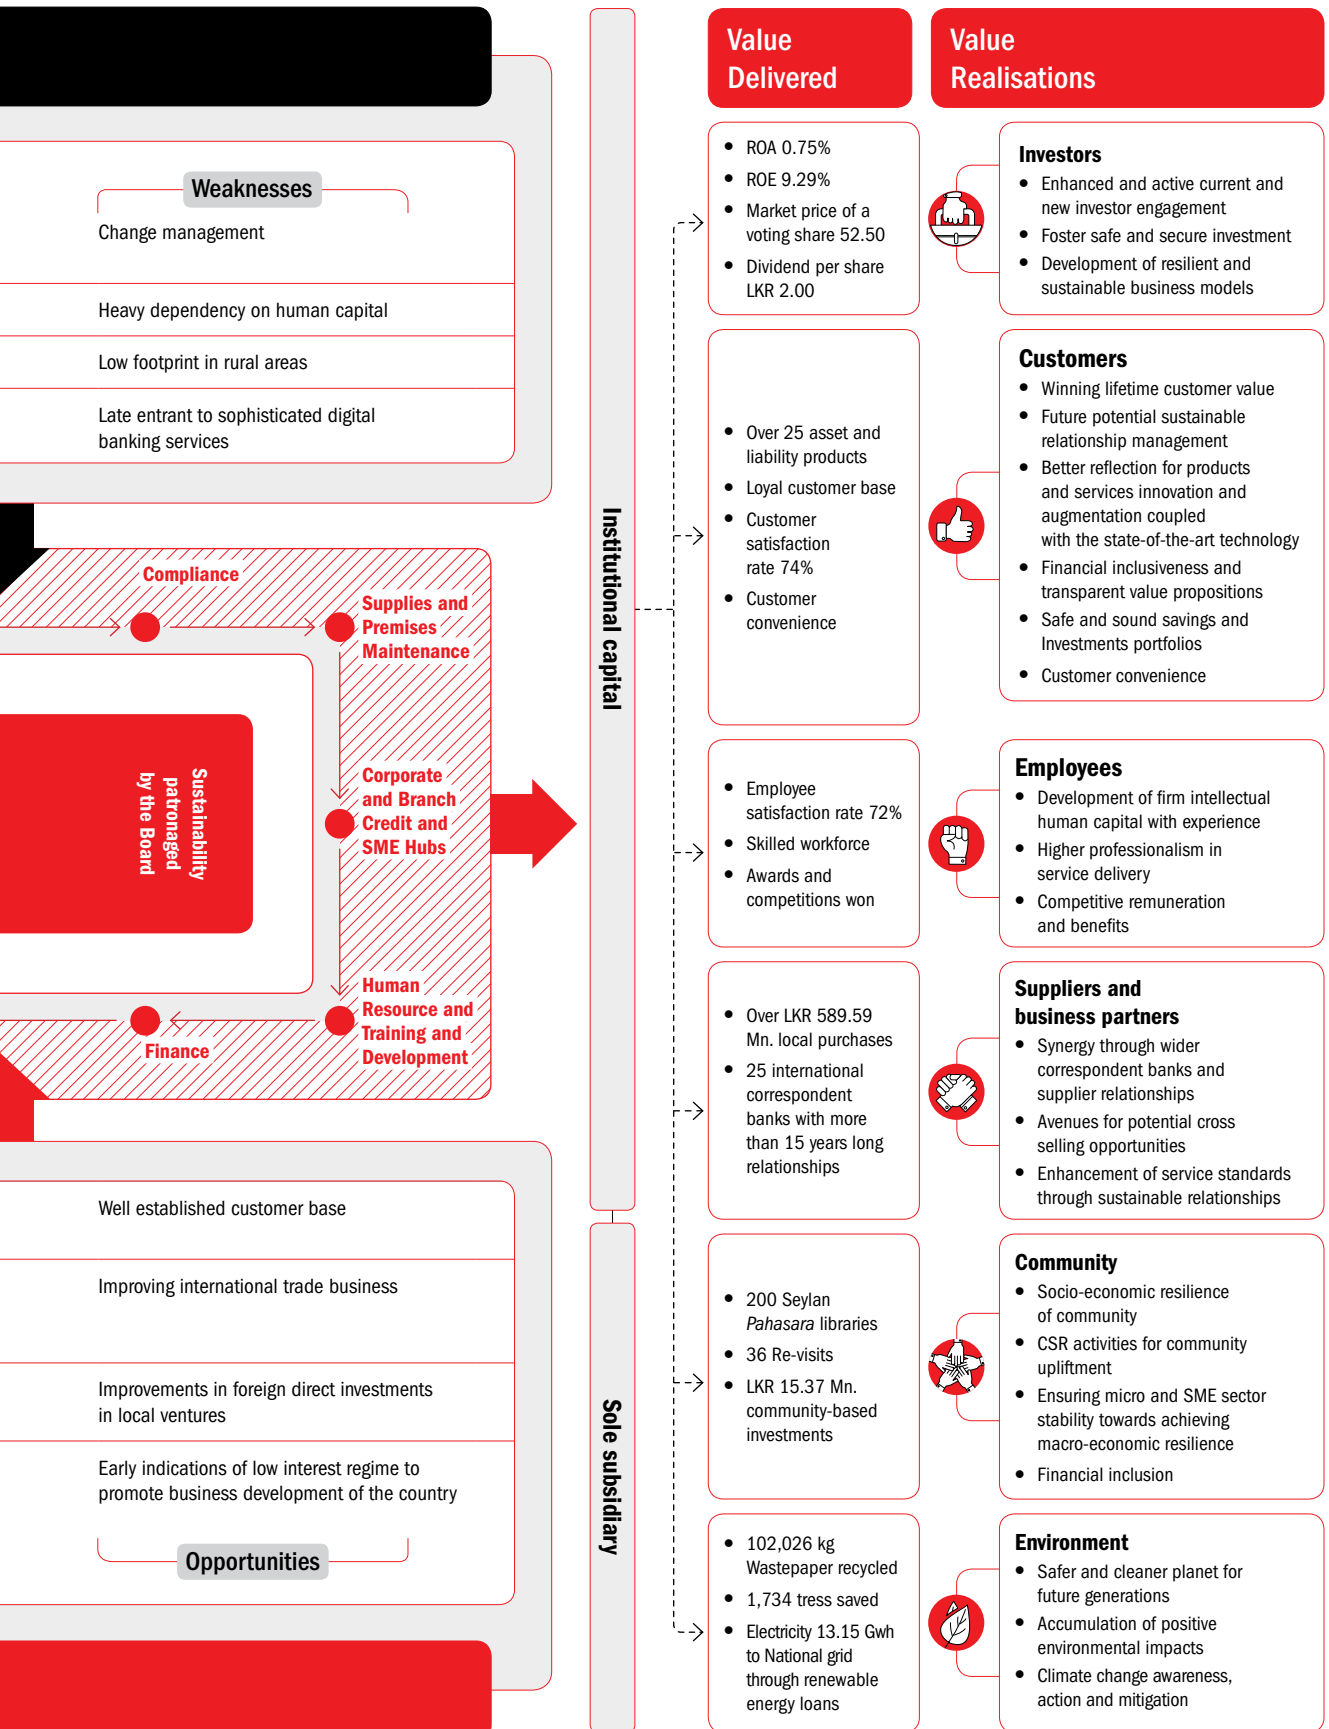 Weaknesses
Change management
Heavy dependency on human capital
Low footprint in rural areas
Late entrant to sophisticated digital
banking services
Compliance
Supplies and
Premises
Maintenance
Corporate
and Branch
Credit and
SME Hubs
Sustainability
patronaged
by the Board
Human
Resource and
Training and
Development
Finance
Well established customer base
Improving international trade business
Improvements in foreign direct investments
in local ventures
Early indications of low interest regime to
promote business development of the country
Opportunities
Institutional capital
Sole subsidiary
Value
Delivered
Value
Realisations
• ROA 0.75%
• ROE 9.29%
• Market price of a
voting share 52.50
• Dividend per share
LKR 2.00
Investors
• Enhanced and active current and
new investor engagement
• Foster safe and secure investment
• Development of resilient and
sustainable business models
• Over 25 asset and
liability products
• Loyal customer base
• Customer
satisfaction
rate 74%
• Customer
convenience
Customers
• Winning lifetime customer value
• Future potential sustainable
relationship management
• Better reflection for products
and services innovation and
augmentation coupled
with the state-of-the-art technology
• Financial inclusiveness and
transparent value propositions
• Safe and sound savings and
Investments portfolios
• Customer convenience
• Employee
satisfaction rate 72%
• Skilled workforce
• Awards and
competitions won
Employees
• Development of firm intellectual
human capital with experience
• Higher professionalism in
service delivery
• Competitive remuneration
and benefits
• Over LKR 589.59
Mn. local purchases
• 25 international
correspondent
banks with more
than 15 years long
relationships
Suppliers and
business partners
• Synergy through wider
correspondent banks and
supplier relationships
• Avenues for potential cross
selling opportunities
• Enhancement of service standards
through sustainable relationships
• 200 Seylan
Pahasara libraries
• 36 Re-visits
• LKR 15.37 Mn.
community-based
investments
Community
• Socio-economic resilience
of community
• CSR activities for community
upliftment
• Ensuring micro and SME sector
stability towards achieving
macro-economic resilience
• Financial inclusion
• 102,026 kg
Wastepaper recycled
• 1,734 tress saved
• Electricity 13.15 Gwh
to National grid
through renewable
energy loans
Environment
• Safer and cleaner planet for
future generations
• Accumulation of positive
environmental impacts
• Climate change awareness,
action and mitigation